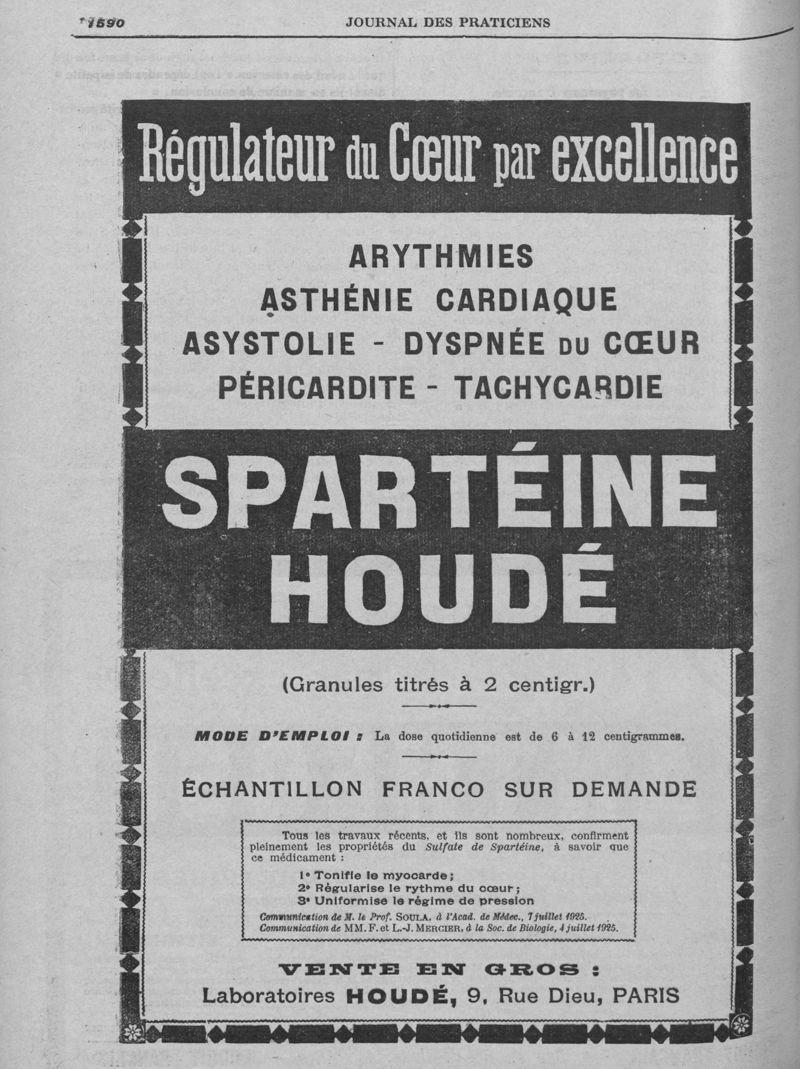 1590
JOURNAL DES PRATICIENS
Régulateur du Cœur par excellence
ARYTHMIES
ASTHÉNIE CARDIAQUE
ASYSTOLIE - DYSPNÉE DU CŒUR
PÉRICARDITE - TACHYCARDIE
SPARTÉINE
HOUDÉ
(Granules titrés à 2 centigr.)
MODE D'EMPLOI : La dose quotidienne est de 6 à 12 centigrammes.
ÉCHANTILLON FRANCO SUR DEMANDE
Tous les travaux récents, et ils sont nombreux, confirment
pleinement les propriétés du Sulfate de Spartéine, à savoir que
ce médicament :
1° Tonifie le myocarde ;
2° Régularise le rythme du cœur ;
3° Uniformise le régime de pression
Communication de M. le Prof. SOULA, à l'Acad. de Médec., 7 juillet 1925.
Communication de MM. F. et L.-J. MERCIER, à la Soc. de Biologie, 4 juillet 1925.
VENTE EN GROS :
Laboratoires HOUDÉ, 9, Rue Dieu, PARIS